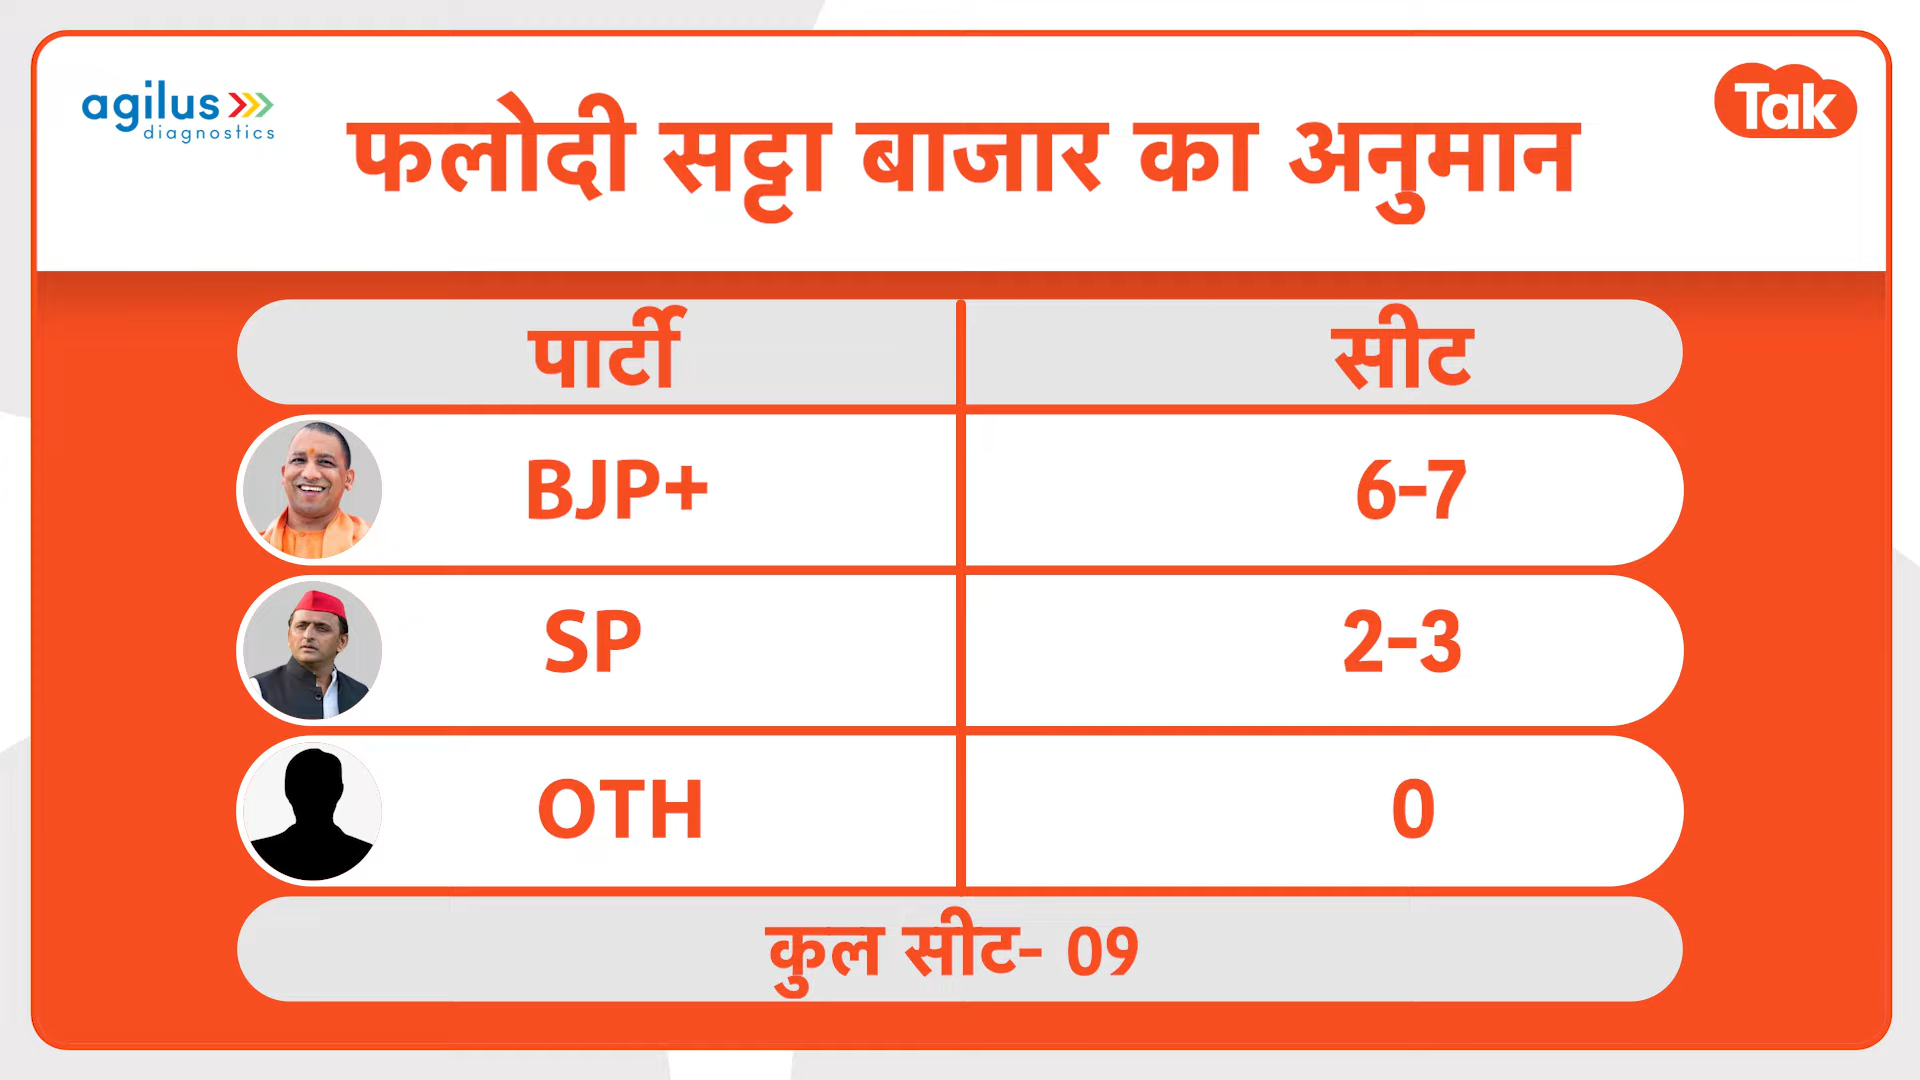 agilus
diagnostics
Tak
फलोदी सट्टा बाजार का अनुमान
पार्टी सीट
BJP+ 6-7
SP 2-3
OTH 0
कुल सीट- 09